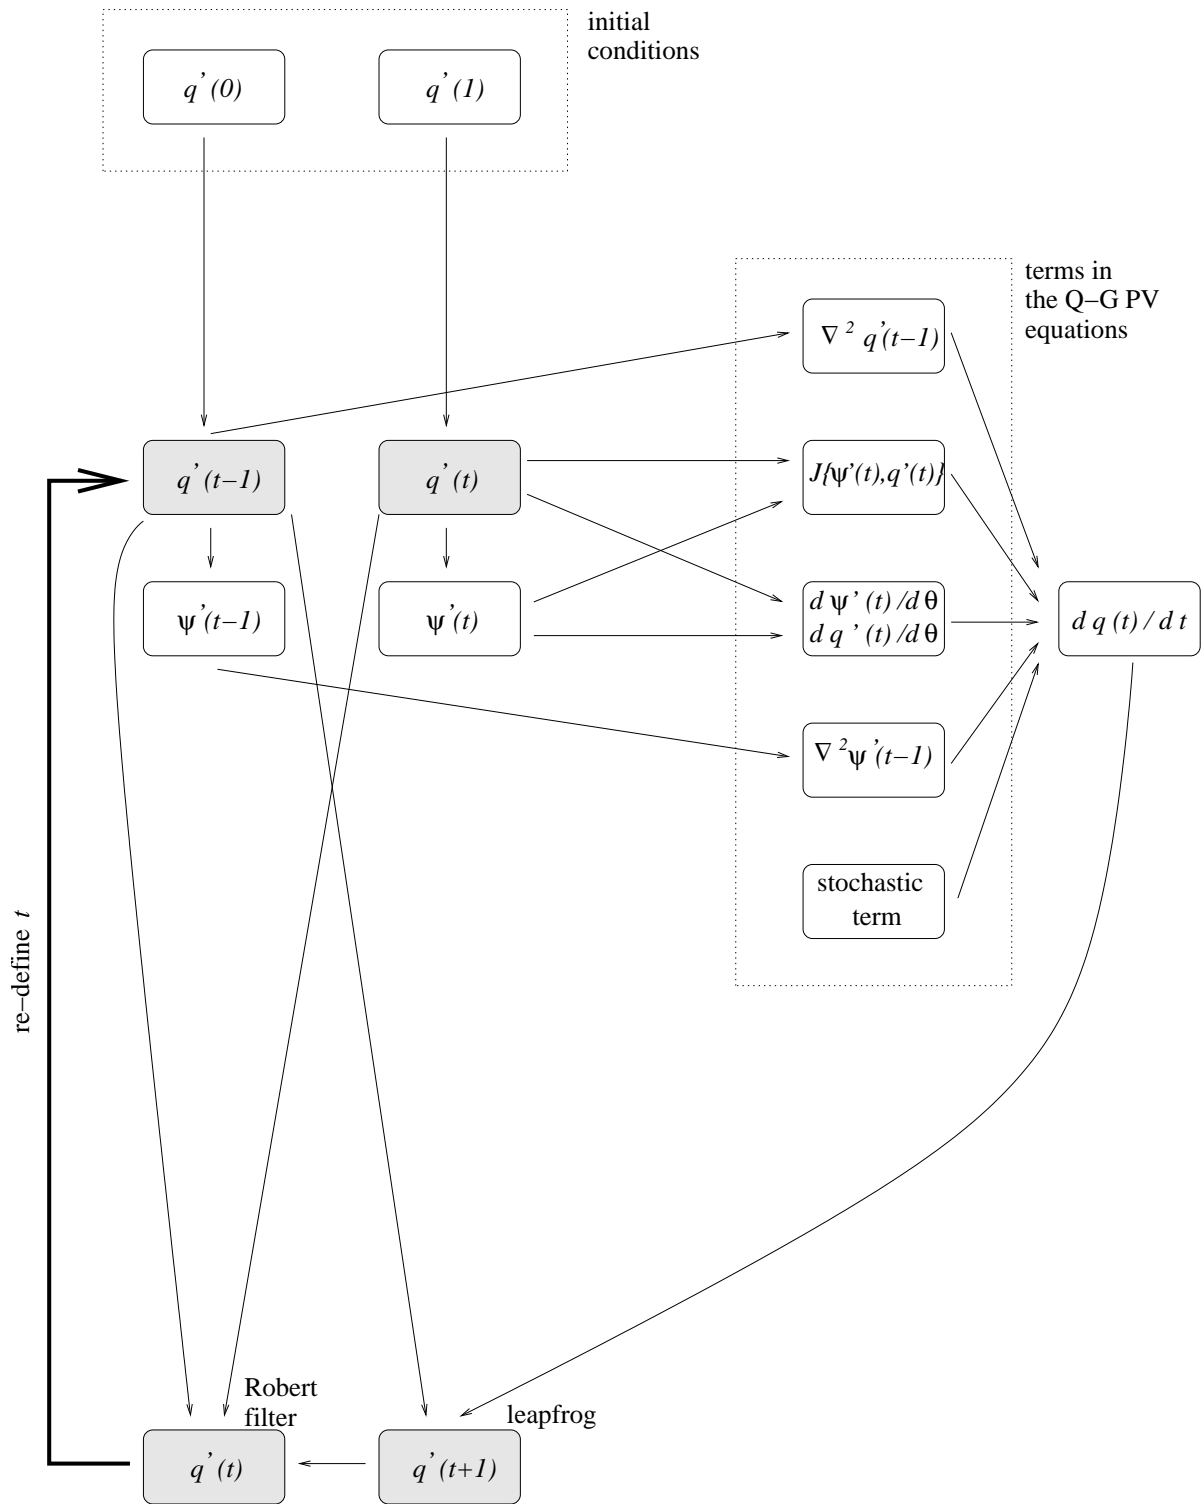 initial
conditions
q’(0)
q’(1)
terms in
the Q–G PV
equations
∇² q’(t–1)
q’(t–1)
q’(t)
J{ψ’(t),q’(t)}
ψ’(t–1)
ψ’(t)
d ψ’(t)/d θ
d q’(t)/d θ
d q (t) / d t
∇² ψ’(t–1)
stochastic
term
re–define t
Robert
filter
leapfrog
q’(t)
q’(t+1)